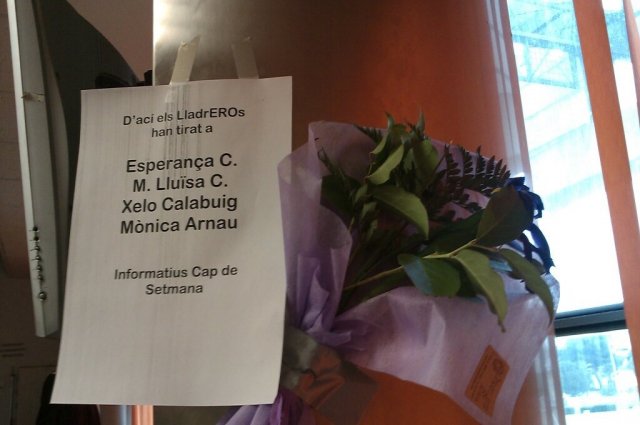 D'aci els LladrEROs
han tirat a
Esperança C.
M. Lluïsa C.
Xelo Calabuig
Mònica Arnau
Informatius Cap de
Setmana